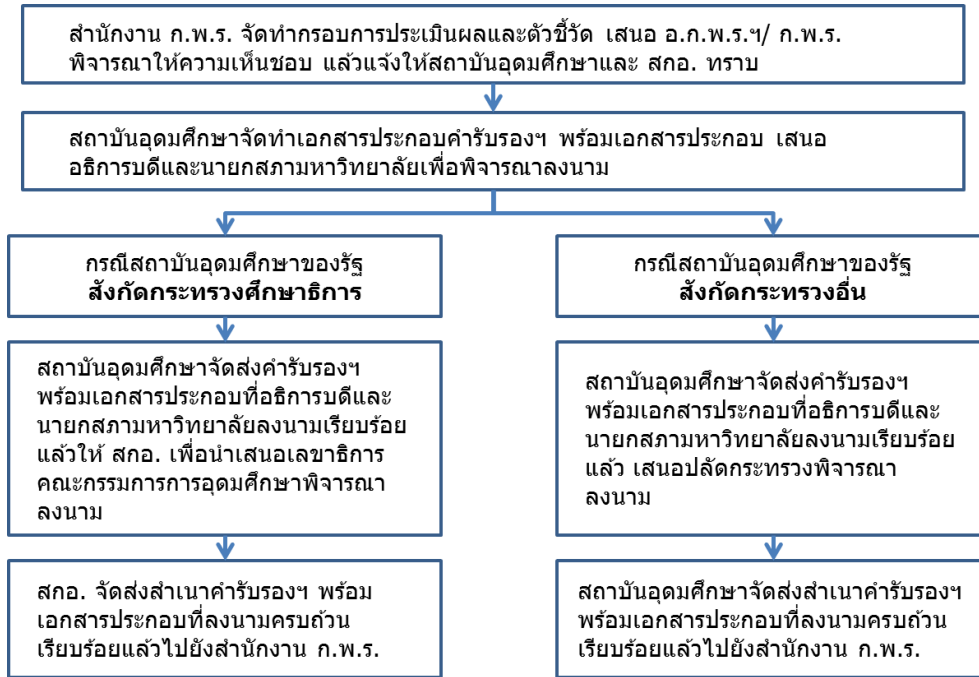 สำนักงาน ก.พ.ร. จัดทำกรอบการประเมินผลและตัวชี้วัด เสนอ อ.ก.พ.ร.ฯ/ ก.พ.ร.
พิจารณาให้ความเห็นชอบ แล้วแจ้งให้สถาบันอุดมศึกษาและ สกอ. ทราบ
สถาบันอุดมศึกษาจัดทำเอกสารประกอบคำรับรองฯ พร้อมเอกสารประกอบ เสนอ
อธิการบดีและนายกสภามหาวิทยาลัยเพื่อพิจารณาลงนาม
กรณีสถาบันอุดมศึกษาของรัฐ
สังกัดกระทรวงศึกษาธิการ
สถาบันอุดมศึกษาจัดส่งคำรับรองฯ
พร้อมเอกสารประกอบที่อธิการบดีและ
นายกสภามหาวิทยาลัยลงนามเรียบร้อย
แล้วให้ สกอ. เพื่อนำเสนอเลขาธิการ
คณะกรรมการการอุดมศึกษาพิจารณา
ลงนาม
สกอ. จัดส่งสำเนาคำรับรองฯ พร้อม
เอกสารประกอบที่ลงนามครบถ้วน
เรียบร้อยแล้วไปยังสำนักงาน ก.พ.ร.
กรณีสถาบันอุดมศึกษาของรัฐ
สังกัดกระทรวงอื่น
สถาบันอุดมศึกษาจัดส่งคำรับรองฯ
พร้อมเอกสารประกอบที่อธิการบดีและ
นายกสภามหาวิทยาลัยลงนามเรียบร้อย
แล้ว เสนอปลัดกระทรวงพิจารณา
ลงนาม
สถาบันอุดมศึกษาจัดส่งสำเนาคำรับรองฯ
พร้อมเอกสารประกอบที่ลงนามครบถ้วน
เรียบร้อยแล้วไปยังสำนักงาน ก.พ.ร.